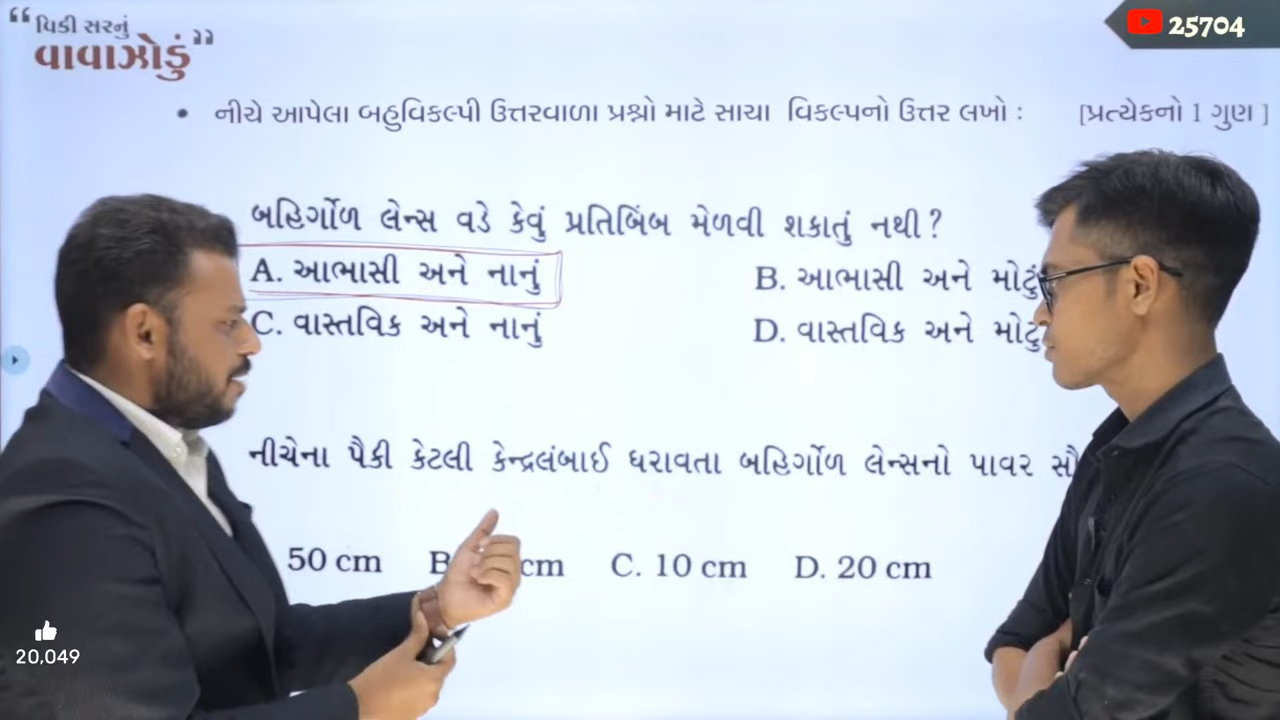 “વિકી સરનું
વાવાઝોડું”
25704
• નીચે આપેલા બહુવિકલ્પી ઉત્તરવાળા પ્રશ્નો માટે સાચા વિકલ્પનો ઉત્તર લખો : [પ્રત્યેકનો 1 ગુણ ]
બહિર્ગોળ લેન્સ વડે કેવું પ્રતિબિંબ મેળવી શકાતું નથી?
A. આભાસી અને નાનું B. આભાસી અને મોટું
C. વાસ્તવિક અને નાનું D. વાસ્તવિક અને મોટું
નીચેના પૈકી કેટલી કેન્દ્રલંબાઈ ધરાવતા બહિર્ગોળ લેન્સનો પાવર
50 cm B. cm C. 10 cm D. 20 cm
20,049